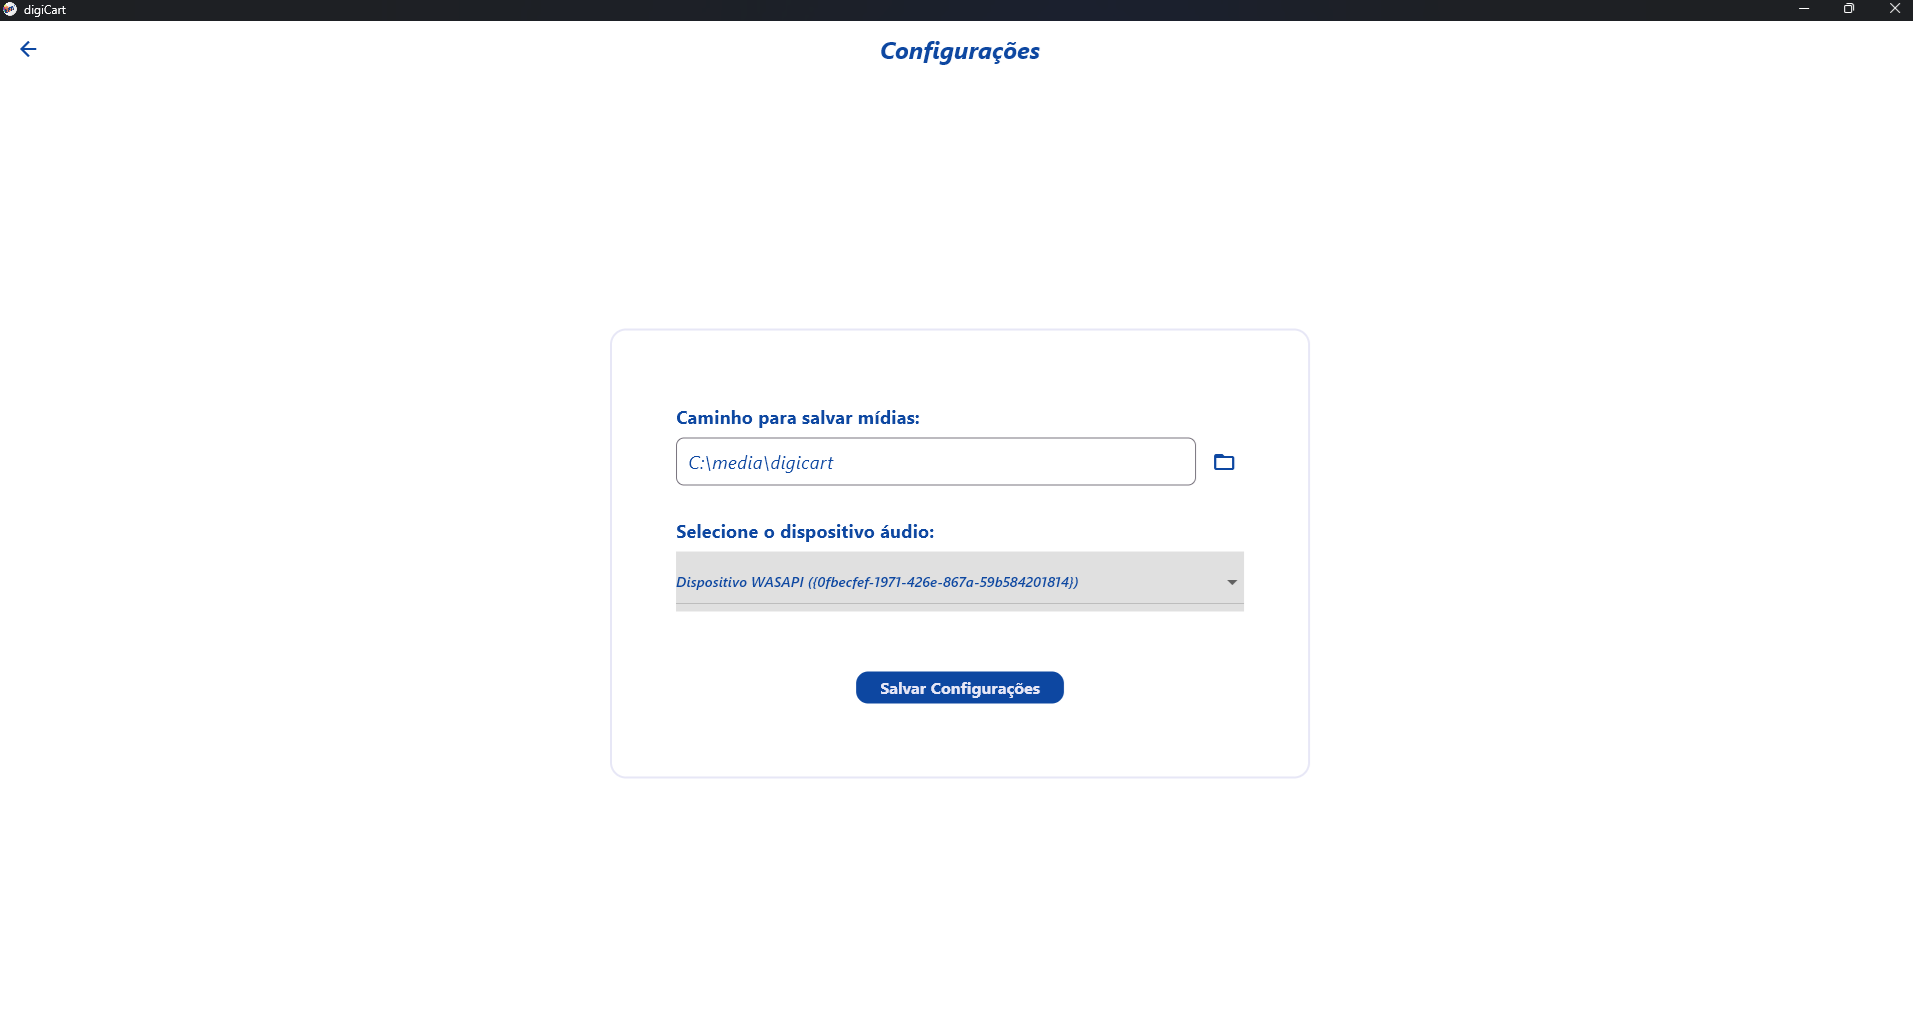 digiCart
Configurações
Caminho para salvar mídias:
C:\media\digicart
Selecione o dispositivo áudio:
Dispositivo WASAPI ({0fbecfef-1971-426e-867a-59b584201814})
Salvar Configurações